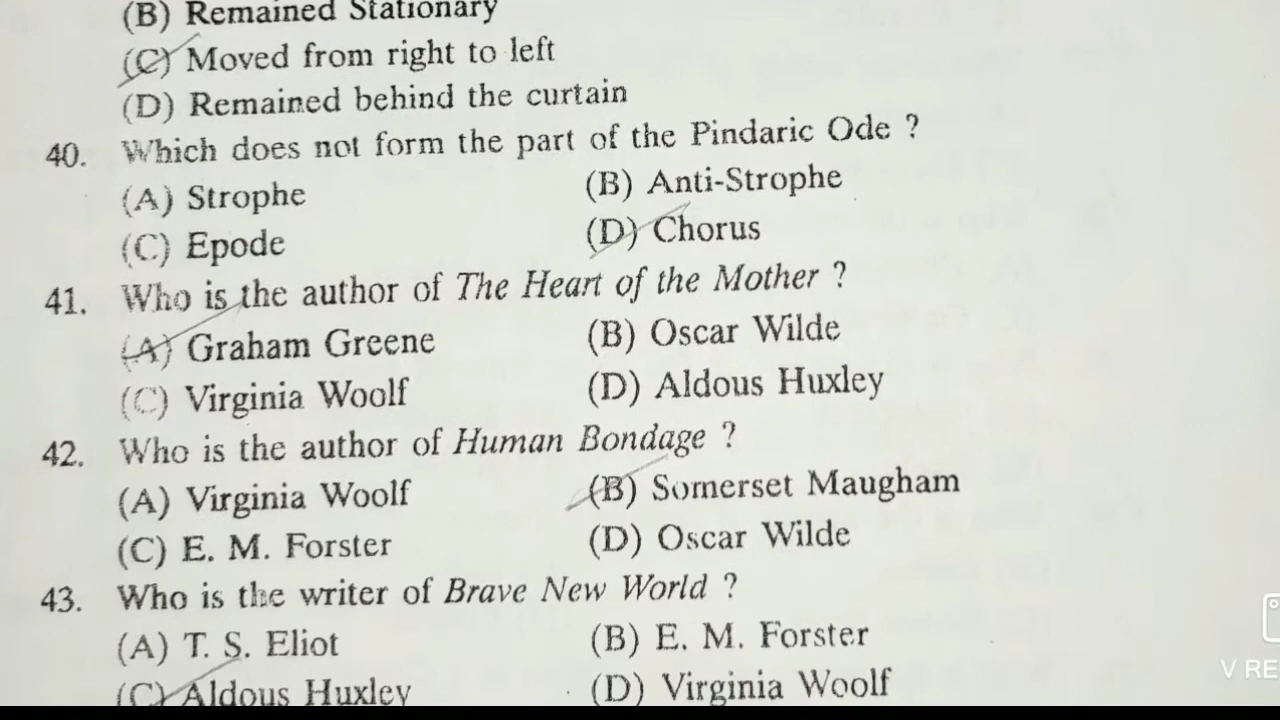 (B) Remained Stationary
(C) Moved from right to left
(D) Remained behind the curtain
40. Which does not form the part of the Pindaric Ode ?
(A) Strophe (B) Anti-Strophe
(C) Epode (D) Chorus
41. Who is the author of The Heart of the Mother ?
(A) Graham Greene (B) Oscar Wilde
(C) Virginia Woolf (D) Aldous Huxley
42. Who is the author of Human Bondage ?
(A) Virginia Woolf (B) Somerset Maugham
(C) E. M. Forster (D) Oscar Wilde
43. Who is the writer of Brave New World ?
(A) T. S. Eliot (B) E. M. Forster
(C) Aldous Huxley (D) Virginia Woolf
V RE